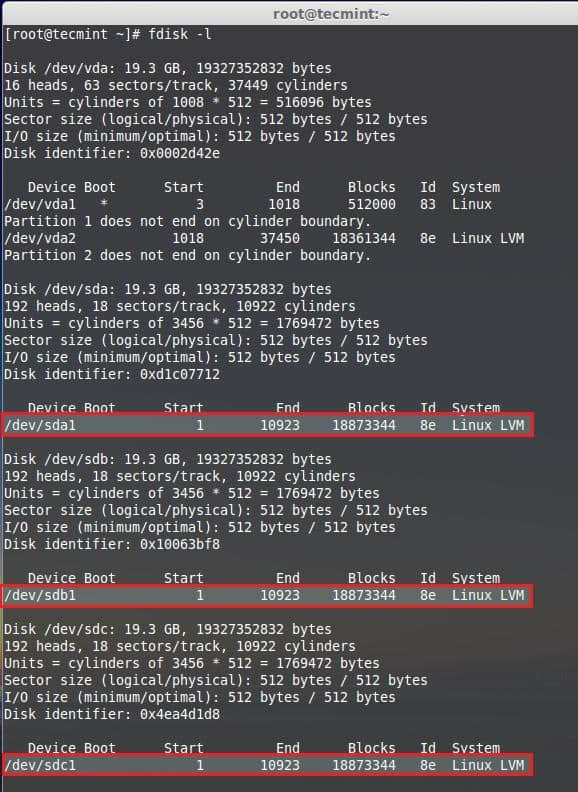 root@tecmint:~
[root@tecmint ~]# fdisk -l
Disk /dev/vda: 19.3 GB, 19327352832 bytes
16 heads, 63 sectors/track, 37449 cylinders
Units = cylinders of 1008 * 512 = 516096 bytes
Sector size (logical/physical): 512 bytes / 512 bytes
I/O size (minimum/optimal): 512 bytes / 512 bytes
Disk identifier: 0x0002d42e
Device Boot Start End Blocks Id System
/dev/vda1 * 3 1018 512000 83 Linux
Partition 1 does not end on cylinder boundary.
/dev/vda2 1018 37450 18361344 8e Linux LVM
Partition 2 does not end on cylinder boundary.
Disk /dev/sda: 19.3 GB, 19327352832 bytes
192 heads, 18 sectors/track, 10922 cylinders
Units = cylinders of 3456 * 512 = 1769472 bytes
Sector size (logical/physical): 512 bytes / 512 bytes
I/O size (minimum/optimal): 512 bytes / 512 bytes
Disk identifier: 0xd1c07712
Device Boot Start End Blocks Id System
/dev/sda1 1 10923 18873344 8e Linux LVM
Disk /dev/sdb: 19.3 GB, 19327352832 bytes
192 heads, 18 sectors/track, 10922 cylinders
Units = cylinders of 3456 * 512 = 1769472 bytes
Sector size (logical/physical): 512 bytes / 512 bytes
I/O size (minimum/optimal): 512 bytes / 512 bytes
Disk identifier: 0x10063bf8
Device Boot Start End Blocks Id System
/dev/sdb1 1 10923 18873344 8e Linux LVM
Disk /dev/sdc: 19.3 GB, 19327352832 bytes
192 heads, 18 sectors/track, 10922 cylinders
Units = cylinders of 3456 * 512 = 1769472 bytes
Sector size (logical/physical): 512 bytes / 512 bytes
I/O size (minimum/optimal): 512 bytes / 512 bytes
Disk identifier: 0x4ea4d1d8
Device Boot Start End Blocks Id System
/dev/sdc1 1 10923 18873344 8e Linux LVM